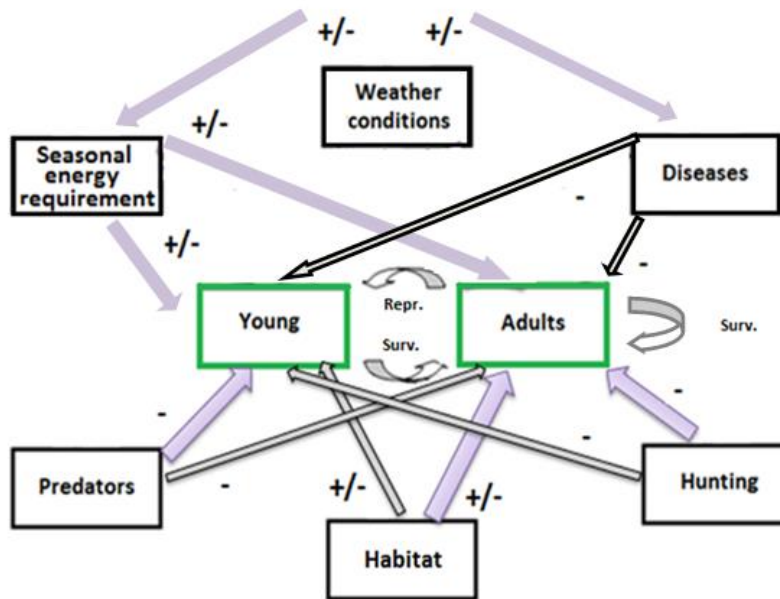 +/-
+/-
Weather
conditions
+/-
Seasonal
energy
requirement
Diseases
-
+/-
-
Repr.
Young
Adults
Surv.
Surv.
-
-
-
Predators
-
+/-
+/-
Hunting
Habitat